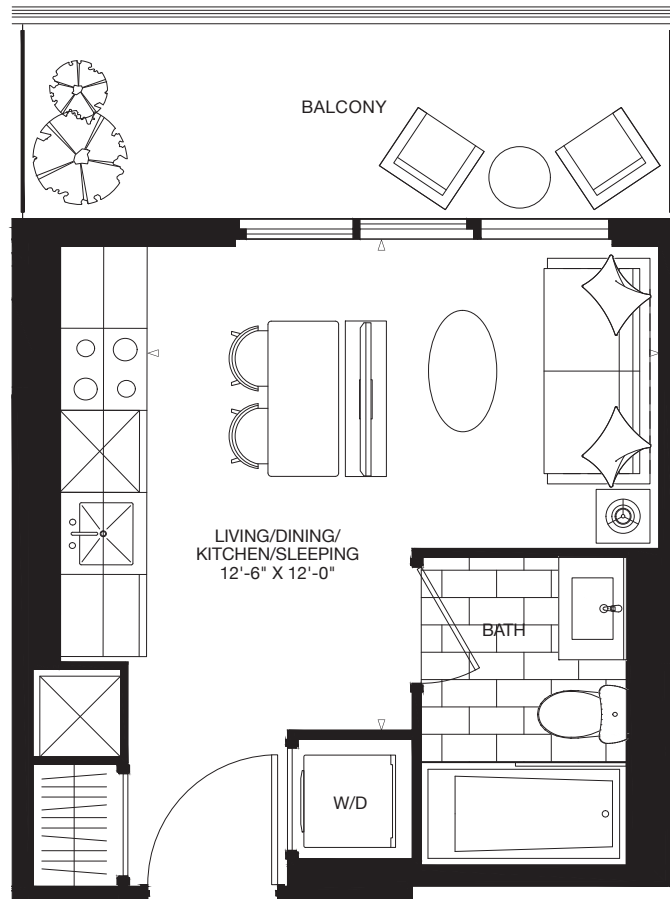 BALCONY
LIVING/DINING/
KITCHEN/SLEEPING
12'-6" X 12'-0"
BATH
W/D